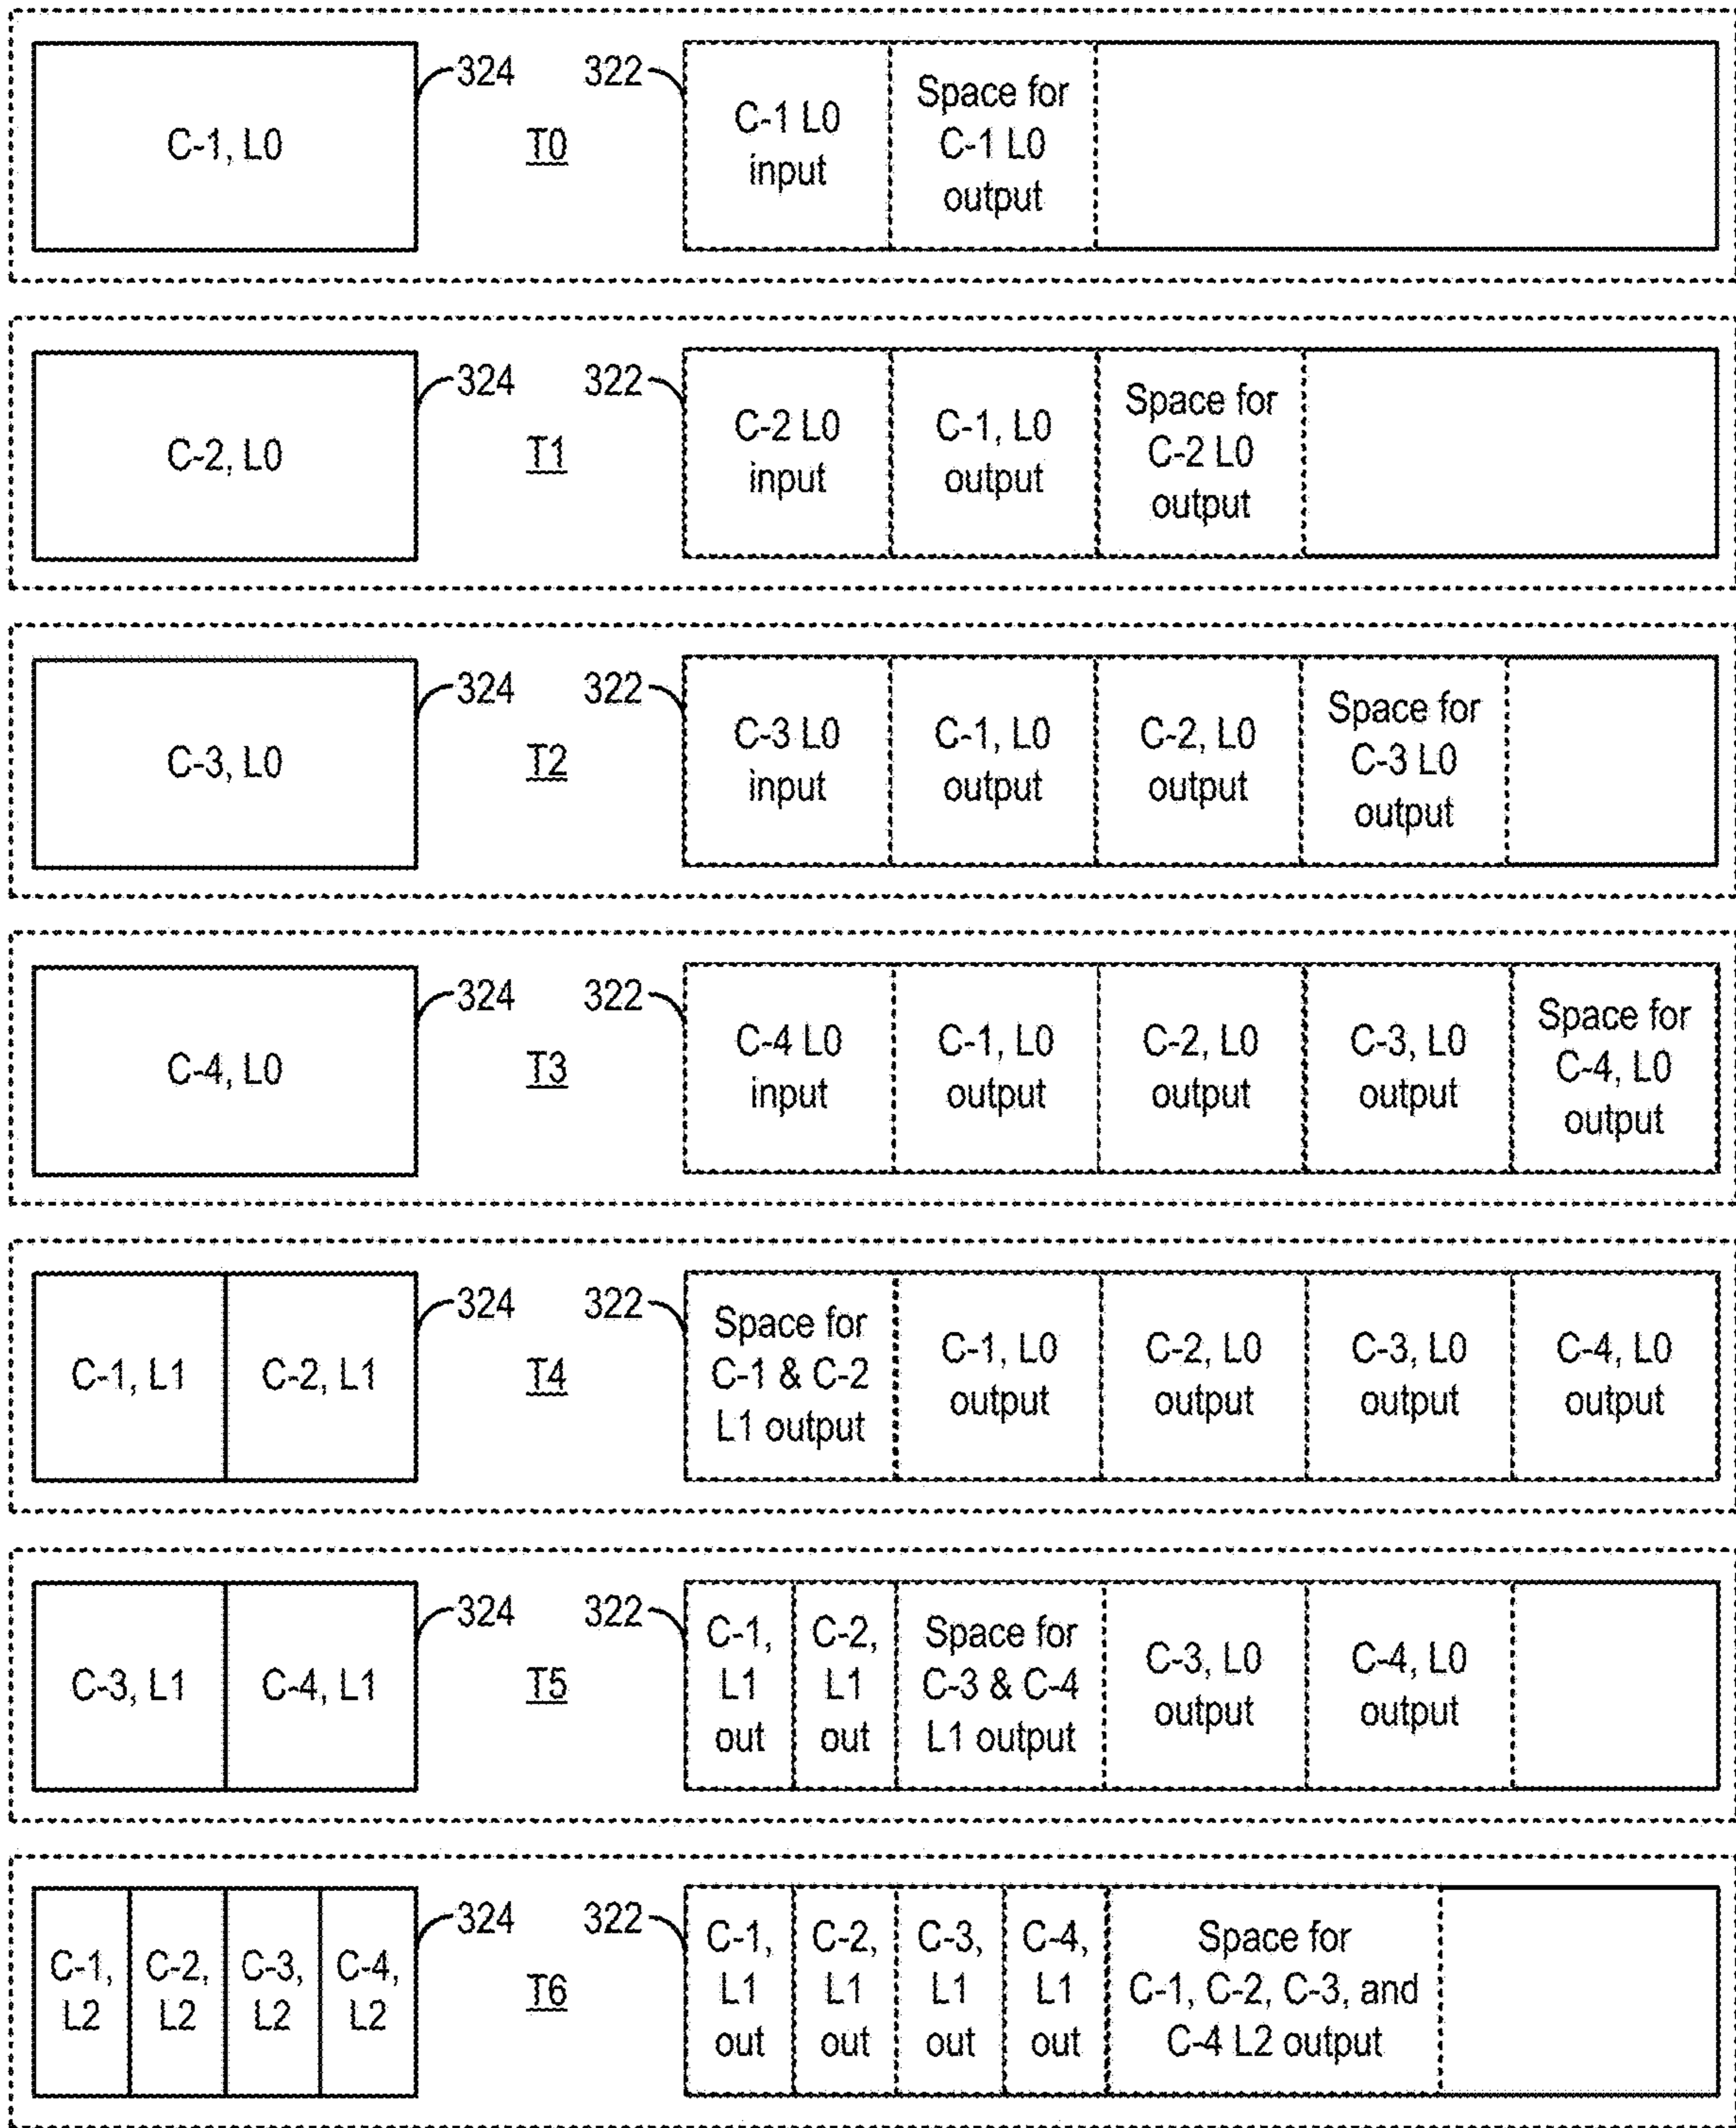 C-1, L0
324
T0
322
C-1 L0
input
Space for
C-1 L0
output
C-2, L0
324
T1
322
C-2 L0
input
C-1, L0
output
Space for
C-2 L0
output
C-3, L0
324
T2
322
C-3 L0
input
C-1, L0
output
C-2, L0
output
Space for
C-3 L0
output
C-4, L0
324
T3
322
C-4 L0
input
C-1, L0
output
C-2, L0
output
C-3, L0
output
Space for
C-4, L0
output
C-1, L1
C-2, L1
324
T4
322
Space for
C-1 & C-2
L1 output
C-1, L0
output
C-2, L0
output
C-3, L0
output
C-4, L0
output
C-3, L1
C-4, L1
324
T5
322
C-1,
L1
out
C-2,
L1
out
Space for
C-3 & C-4
L1 output
C-3, L0
output
C-4, L0
output
C-1,
L2
C-2,
L2
C-3,
L2
C-4,
L2
324
T6
322
C-1,
L1
out
C-2,
L1
out
C-3,
L1
out
C-4,
L1
out
Space for
C-1, C-2, C-3, and
C-4 L2 output